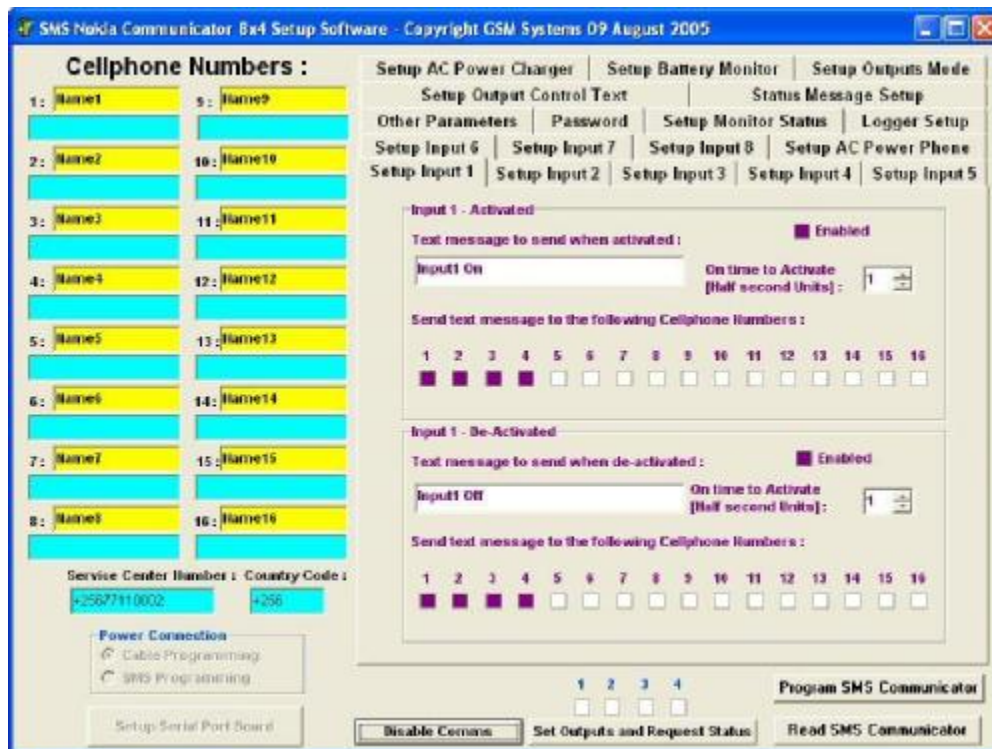 SMS Nokia Communicator 8x4 Setup Software - Copyright GSM Systems 09 August 2005
Cellphone Numbers :
1: Name1
9: Name9
2: Name2
10: Name10
3: Name3
11: Name11
4: Name4
12: Name12
5: Name5
13: Name13
6: Name6
14: Name14
7: Name7
15: Name15
8: Name8
16: Name16
Service Center Number : Country Code :
+25677110002 +256
Power Connection
Cable Programming
SMS Programming
Setup Serial Port Board
Setup AC Power Charger Setup Battery Monitor Setup Outputs Mode
Setup Output Control Text Status Message Setup
Other Parameters Password Setup Monitor Status Logger Setup
Setup Input 6 Setup Input 7 Setup Input 8 Setup AC Power Phone
Setup Input 1 Setup Input 2 Setup Input 3 Setup Input 4 Setup Input 5
Input 1 - Activated
Text message to send when activated :
Enabled
Input1 On
On time to Activate
[Half second Units] :
1
Send text message to the following Cellphone Numbers :
1 2 3 4 5 6 7 8 9 10 11 12 13 14 15 16
Input 1 - De-Activated
Text message to send when de-activated :
Enabled
Input1 Off
On time to Activate
[Half second Units] :
1
Send text message to the following Cellphone Numbers :
1 2 3 4 5 6 7 8 9 10 11 12 13 14 15 16
1 2 3 4
Program SMS Communicator
Disable Comms
Set Outputs and Request Status
Read SMS Communicator